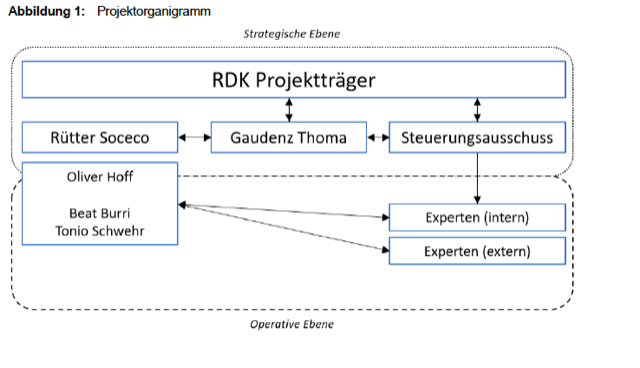 Abbildung 1: Projektorganigramm
Strategische Ebene
RDK Projektträger
Rütter Soceco
Gaudenz Thoma
Steuerungsausschuss
Oliver Hoff
Beat Burri
Tonio Schwehr
Experten (intern)
Experten (extern)
Operative Ebene